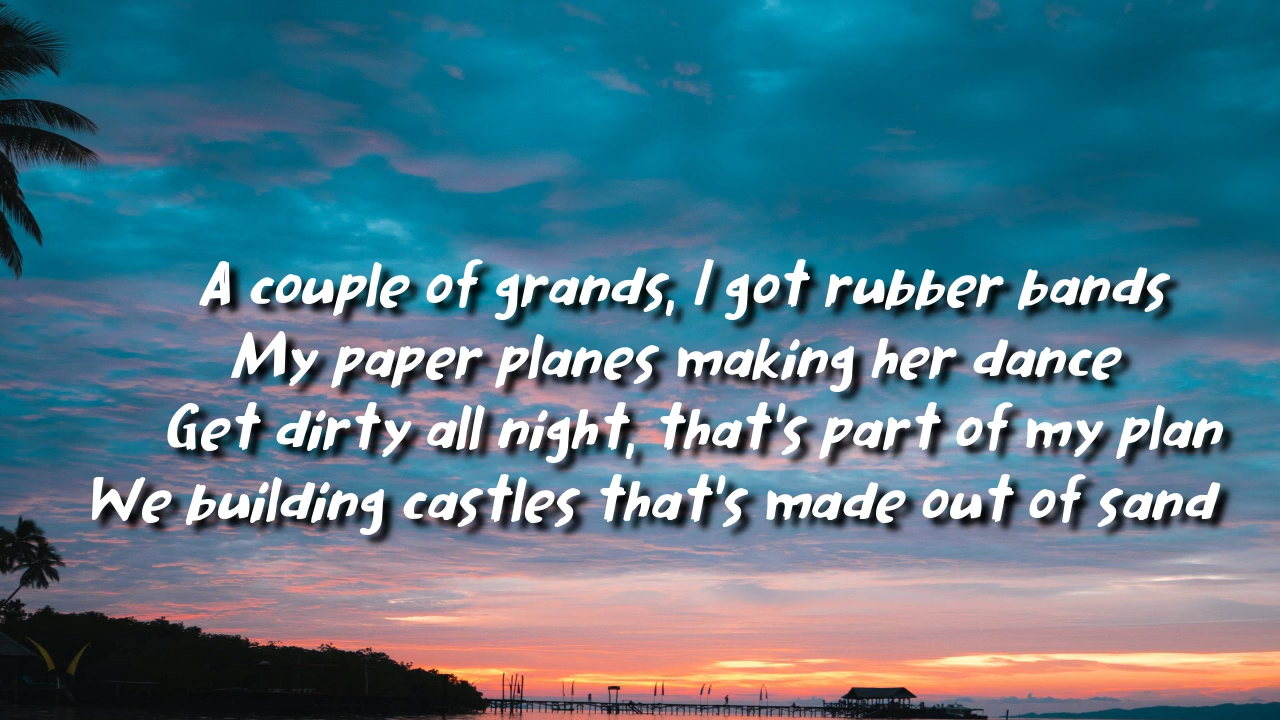 A couple of grands, I got rubber bands
My paper planes making her dance
Get dirty all night, that's part of my plan
We building castles that's made out of sand